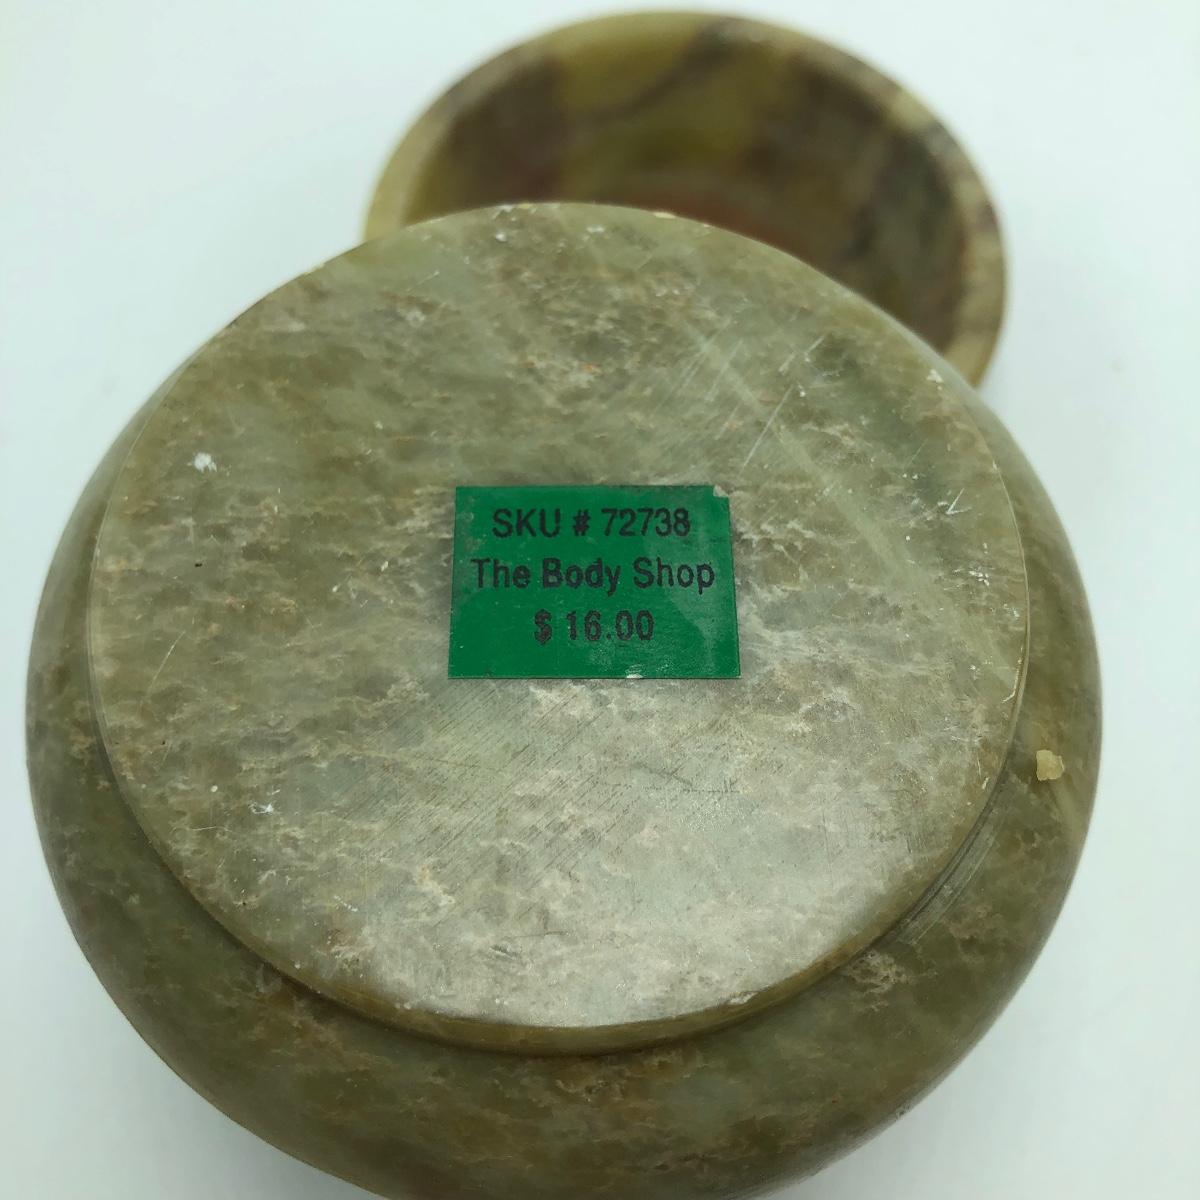 SKU # 72738
The Body Shop
$ 16.00